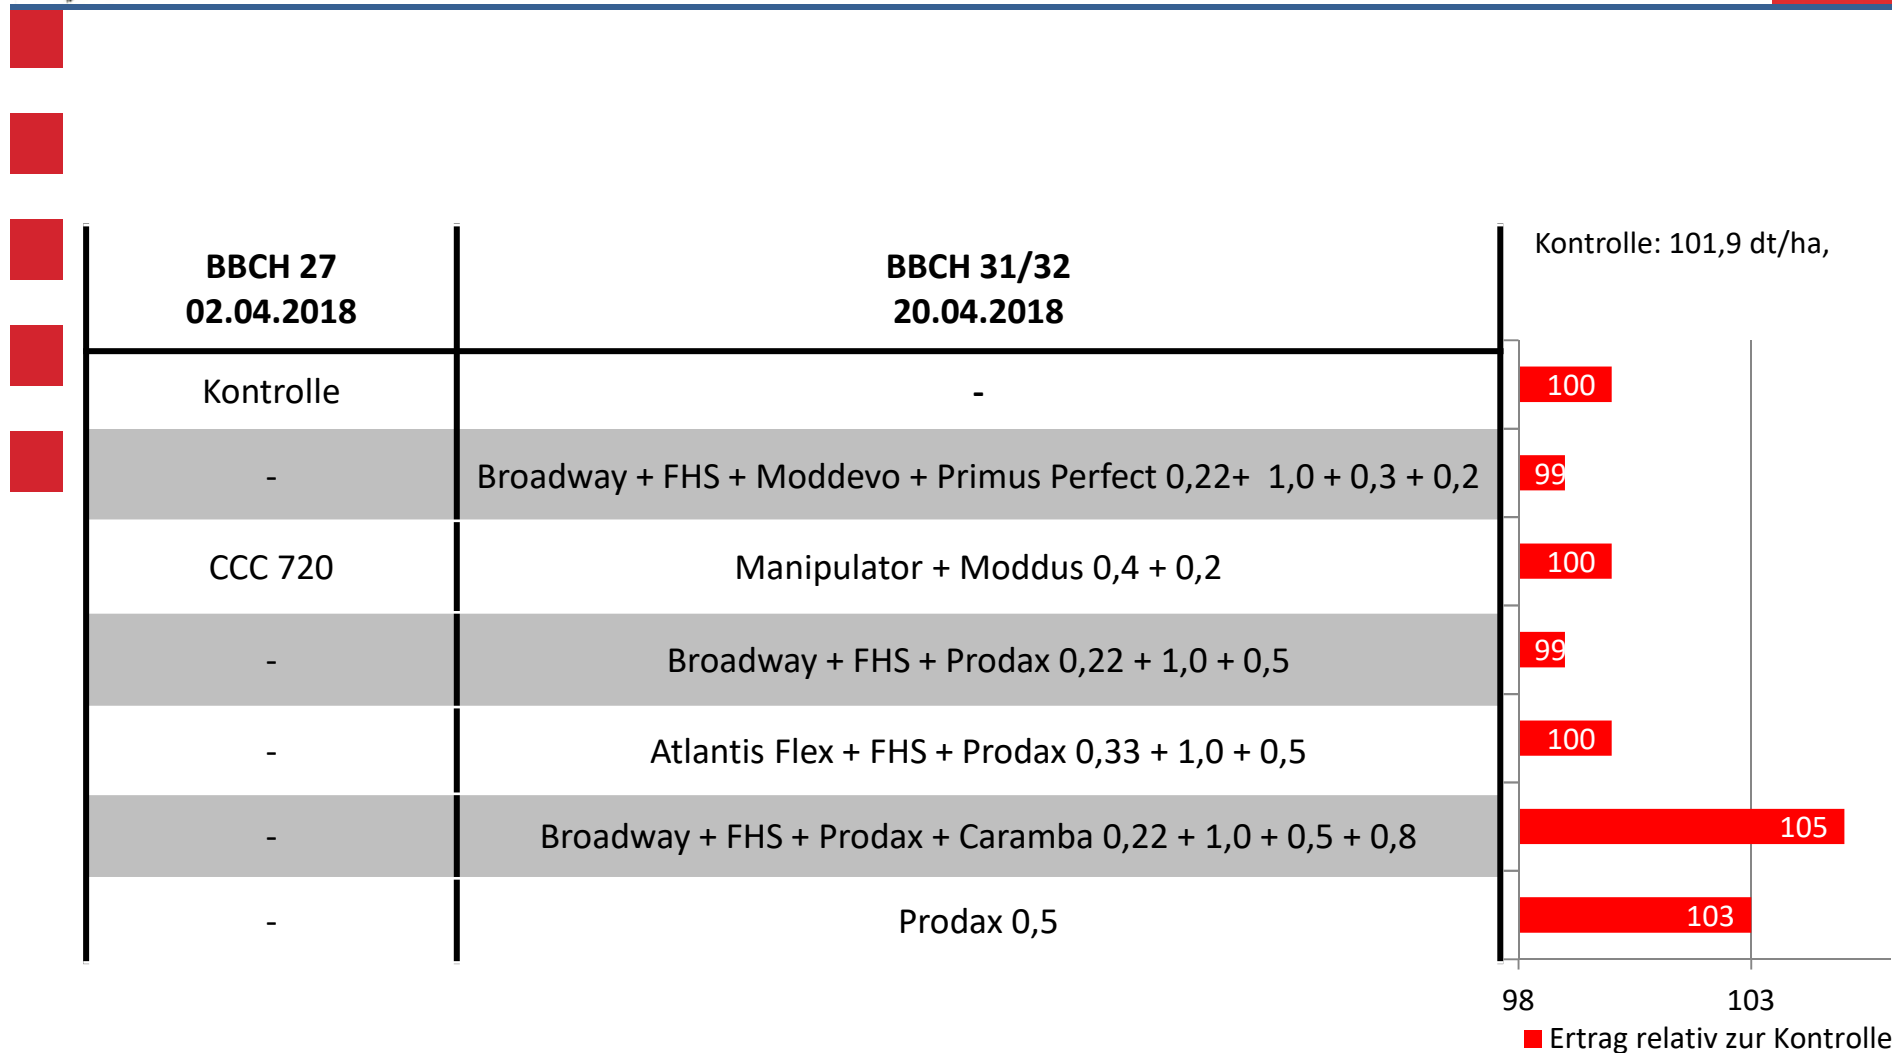 Kontrolle: 101,9 dt/ha,
BBCH 27
02.04.2018
BBCH 31/32
20.04.2018
Kontrolle
-
100
-
Broadway + FHS + Moddevo + Primus Perfect 0,22+ 1,0 + 0,3 + 0,2
99
CCC 720
Manipulator + Moddus 0,4 + 0,2
100
-
Broadway + FHS + Prodax 0,22 + 1,0 + 0,5
99
-
Atlantis Flex + FHS + Prodax 0,33 + 1,0 + 0,5
100
-
Broadway + FHS + Prodax + Caramba 0,22 + 1,0 + 0,5 + 0,8
105
-
Prodax 0,5
103
98
103
Ertrag relativ zur Kontrolle